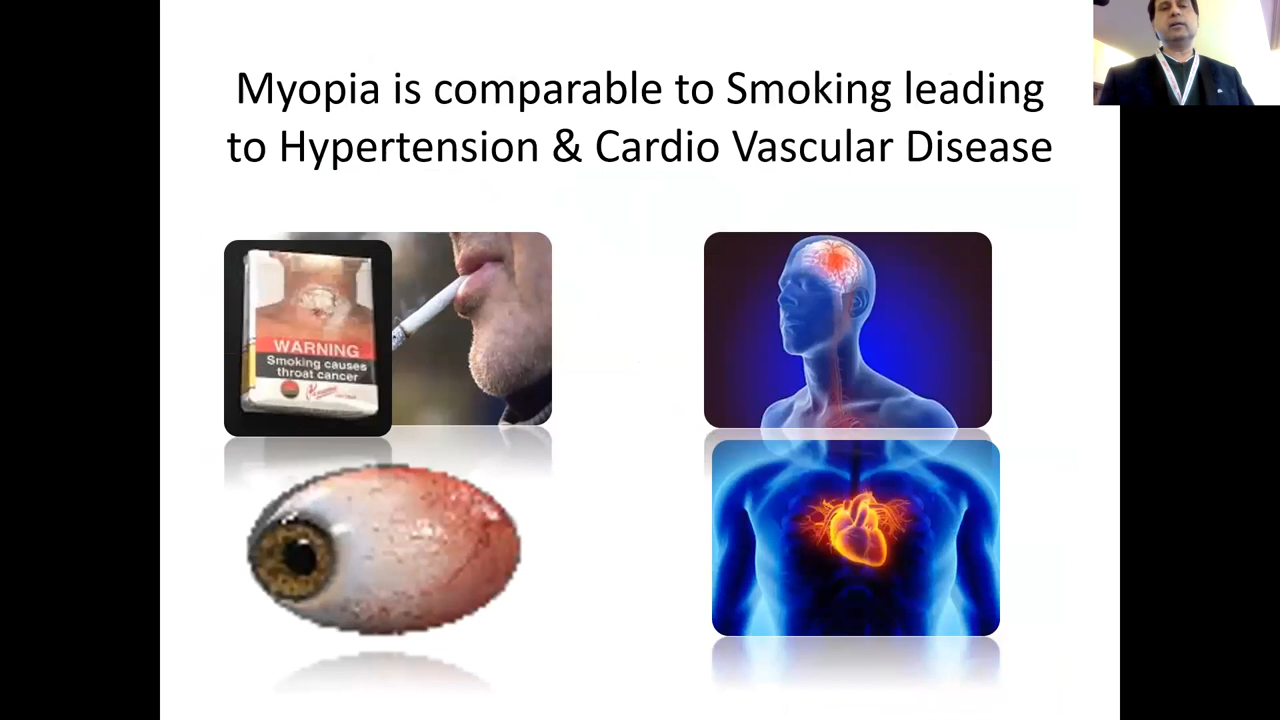 Myopia is comparable to Smoking leading
to Hypertension & Cardio Vascular Disease
WARNING
Smoking causes
throat cancer